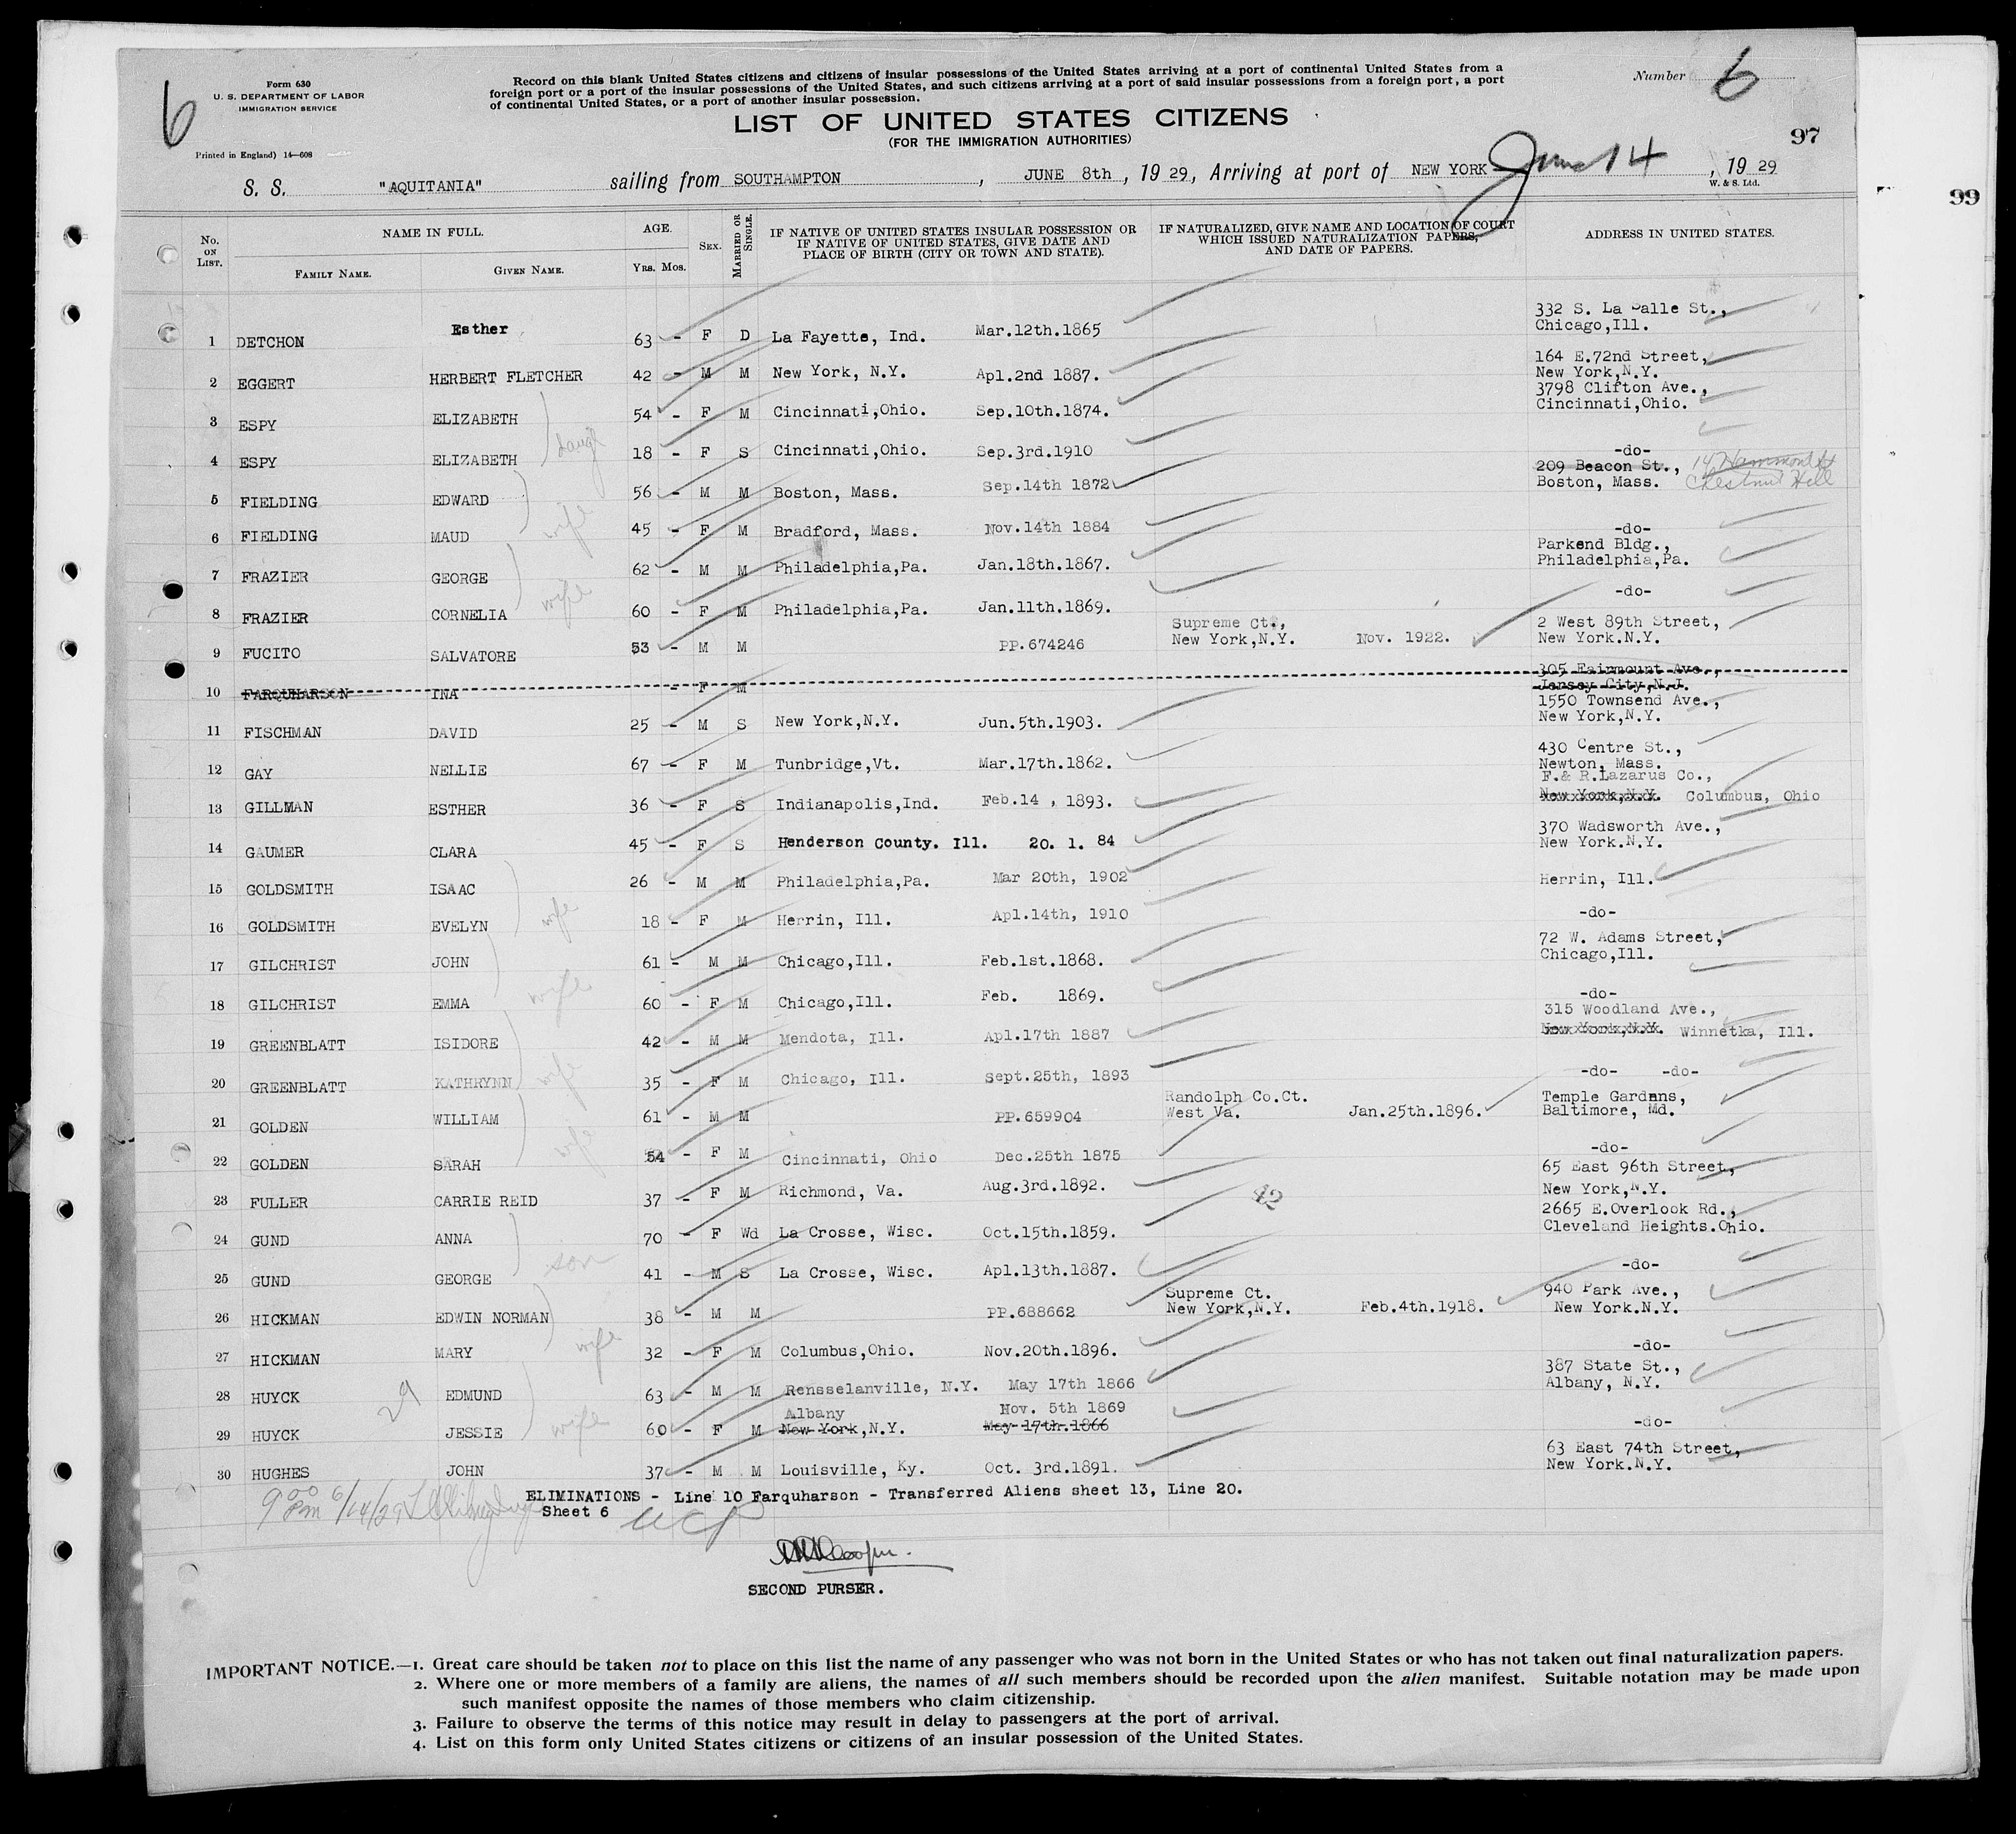 6
Form 630
U. S. DEPARTMENT OF LABOR
IMMIGRATION SERVICE
Printed in England) 14—608
Record on this blank United States citizens and citizens of insular possessions of the United States arriving at a port of continental United States from a
foreign port or a port of the insular possessions of the United States, and such citizens arriving at a port of said insular possessions from a foreign port, a port
of continental United States, or a port of another insular possession.
Number 6
LIST OF UNITED STATES CITIZENS
(FOR THE IMMIGRATION AUTHORITIES)
97
99
S. S. "AQUITANIA" sailing from SOUTHAMPTON, JUNE 8th, 19 29, Arriving at port of NEW YORK June 14, 19 29
W. & S. Ltd.
No. ON LIST. NAME IN FULL. AGE. SEX. MARRIED OR SINGLE. IF NATIVE OF UNITED STATES INSULAR POSSESSION OR IF NATIVE OF UNITED STATES, GIVE DATE AND PLACE OF BIRTH (CITY OR TOWN AND STATE). IF NATURALIZED, GIVE NAME AND LOCATION OF COURT WHICH ISSUED NATURALIZATION PAPERS, AND DATE OF PAPERS. ADDRESS IN UNITED STATES.
FAMILY NAME. GIVEN NAME. YRS. MOS.
1 DETCHON Esther 63 - F D La Fayette, Ind. Mar.12th.1865 332 S. La Salle St., Chicago,Ill.
2 EGGERT HERBERT FLETCHER 42 - M M New York, N.Y. Apl.2nd 1887. 164 E.72nd Street, New York,N.Y.
3 ESPY ELIZABETH 54 - F M Cincinnati,Ohio. Sep.10th.1874. 3798 Clifton Ave., Cincinnati,Ohio.
4 ESPY ELIZABETH daugt 18 - F S Cincinnati,Ohio. Sep.3rd.1910 -do-
5 FIELDING EDWARD 56 - M M Boston, Mass. Sep.14th 1872 209 Beacon St., Boston, Mass. 14 Hammond St Chestnut Hill
6 FIELDING MAUD wife 45 - F M Bradford, Mass. Nov.14th 1884 -do-
7 FRAZIER GEORGE 62 - M M Philadelphia,Pa. Jan.18th.1867. Parkend Bldg., Philadelphia,Pa.
8 FRAZIER CORNELIA wife 60 - F M Philadelphia,Pa. Jan.11th.1869. -do-
9 FUCITO SALVATORE 53 - M M PP.674246 Supreme Ct., New York,N.Y. Nov. 1922. 2 West 89th Street, New York.N.Y.
10 FARQUHARSON INA - F M 305 Fairmount Ave., Jersey City,N.J.
11 FISCHMAN DAVID 25 - M S New York,N.Y. Jun.5th.1903. 1550 Townsend Ave., New York,N.Y.
12 GAY NELLIE 67 - F M Tunbridge,Vt. Mar.17th.1862. 430 Centre St., Newton, Mass.
13 GILLMAN ESTHER 36 - F S Indianapolis,Ind. Feb.14 , 1893. F.& R.Lazarus Co., New York,N.Y. Columbus, Ohio
14 GAUMER CLARA 45 - F S Henderson County. Ill. 20. 1. 84 370 Wadsworth Ave., New York.N.Y.
15 GOLDSMITH ISAAC 26 - M M Philadelphia,Pa. Mar 20th, 1902 Herrin, Ill.
16 GOLDSMITH EVELYN wife 18 - F M Herrin, Ill. Apl.14th, 1910 -do-
17 GILCHRIST JOHN 61 - M M Chicago,Ill. Feb.1st.1868. 72 W. Adams Street, Chicago,Ill.
18 GILCHRIST EMMA wife 60 - F M Chicago,Ill. Feb. 1869. -do-
19 GREENBLATT ISIDORE 42 - M M Mendota, Ill. Apl.17th 1887 315 Woodland Ave., New York,N.Y. Winnetka, Ill.
20 GREENBLATT KATHRYNN wife 35 - F M Chicago, Ill. Sept.25th, 1893 -do- -do-
21 GOLDEN WILLIAM 61 - M M PP.659904 Randolph Co.Ct. West Va. Jan.25th.1896. Temple Gardens, Baltimore, Md.
22 GOLDEN SARAH wife 54 - F M Cincinnati, Ohio Dec.25th 1875 -do-
23 FULLER CARRIE REID 37 - F M Richmond, Va. Aug.3rd.1892. 42 65 East 96th Street, New York,N.Y.
24 GUND ANNA 70 - F Wd La Crosse, Wisc. Oct.15th.1859. 2665 E.Overlook Rd., Cleveland Heights.Ohio.
25 GUND GEORGE son 41 - M S La Crosse, Wisc. Apl.13th.1887. -do-
26 HICKMAN EDWIN NORMAN 38 - M M PP.688662 Supreme Ct. New York,N.Y. Feb.4th.1918. 940 Park Ave., New York.N.Y.
27 HICKMAN MARY wife 32 - F M Columbus,Ohio. Nov.20th.1896. -do-
28 HUYCK 29 EDMUND 63 - M M Rensselanville, N.Y. May 17th 1866 387 State St., Albany, N.Y.
29 HUYCK JESSIE wife 60 - F M Albany New York,N.Y. Nov. 5th 1869 May 17th.1866 -do-
30 HUGHES JOHN 37 - M M Louisville, Ky. Oct. 3rd.1891. 63 East 74th Street, New York.N.Y.
9 00 Pm 6/14/29
ELIMINATIONS - Line 10 Farquharson - Transferred Aliens sheet 13, Line 20.
Sheet 6
SECOND PURSER.
IMPORTANT NOTICE.—1. Great care should be taken not to place on this list the name of any passenger who was not born in the United States or who has not taken out final naturalization papers.
2. Where one or more members of a family are aliens, the names of all such members should be recorded upon the alien manifest. Suitable notation may be made upon
such manifest opposite the names of those members who claim citizenship.
3. Failure to observe the terms of this notice may result in delay to passengers at the port of arrival.
4. List on this form only United States citizens or citizens of an insular possession of the United States.